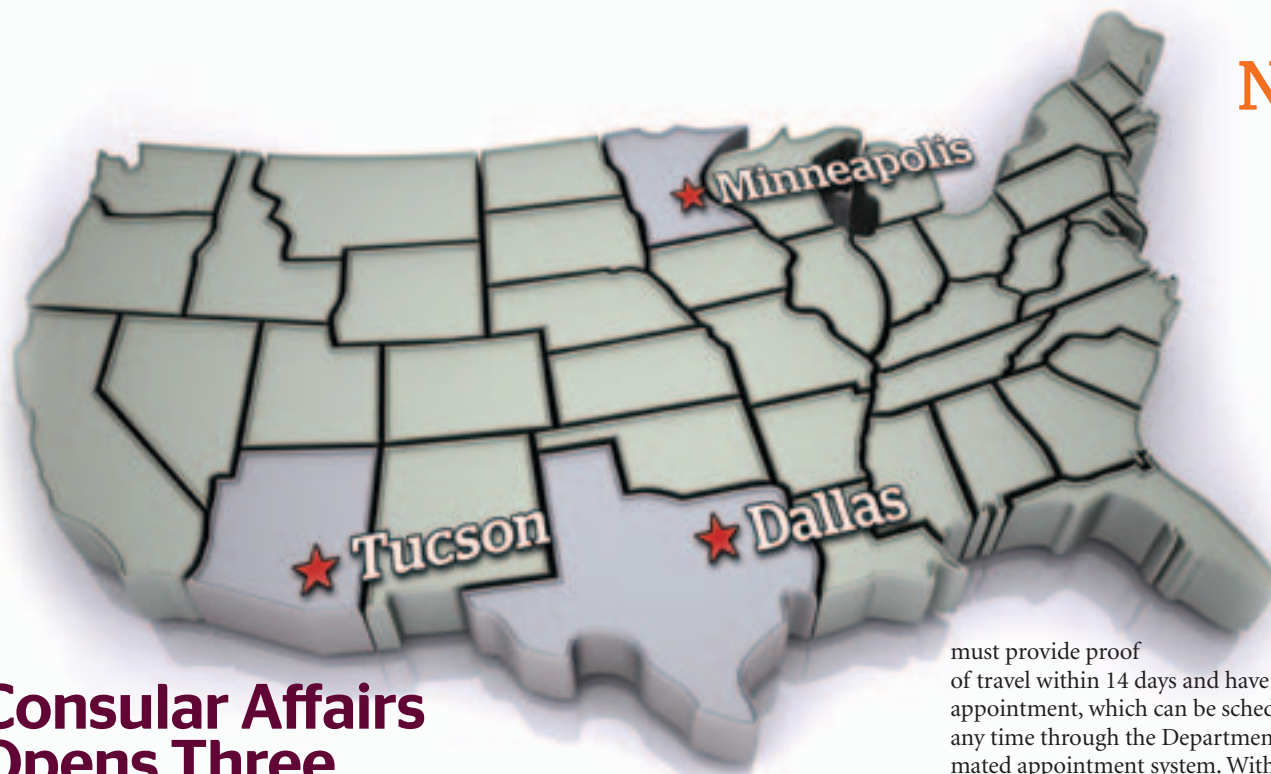 N
Minneapolis
Tucson
Dallas
Consular Affairs
Opens Three
must provide proof
of travel within 14 days and have
appointment, which can be sched
any time through the Departmen
mated appointment system. With